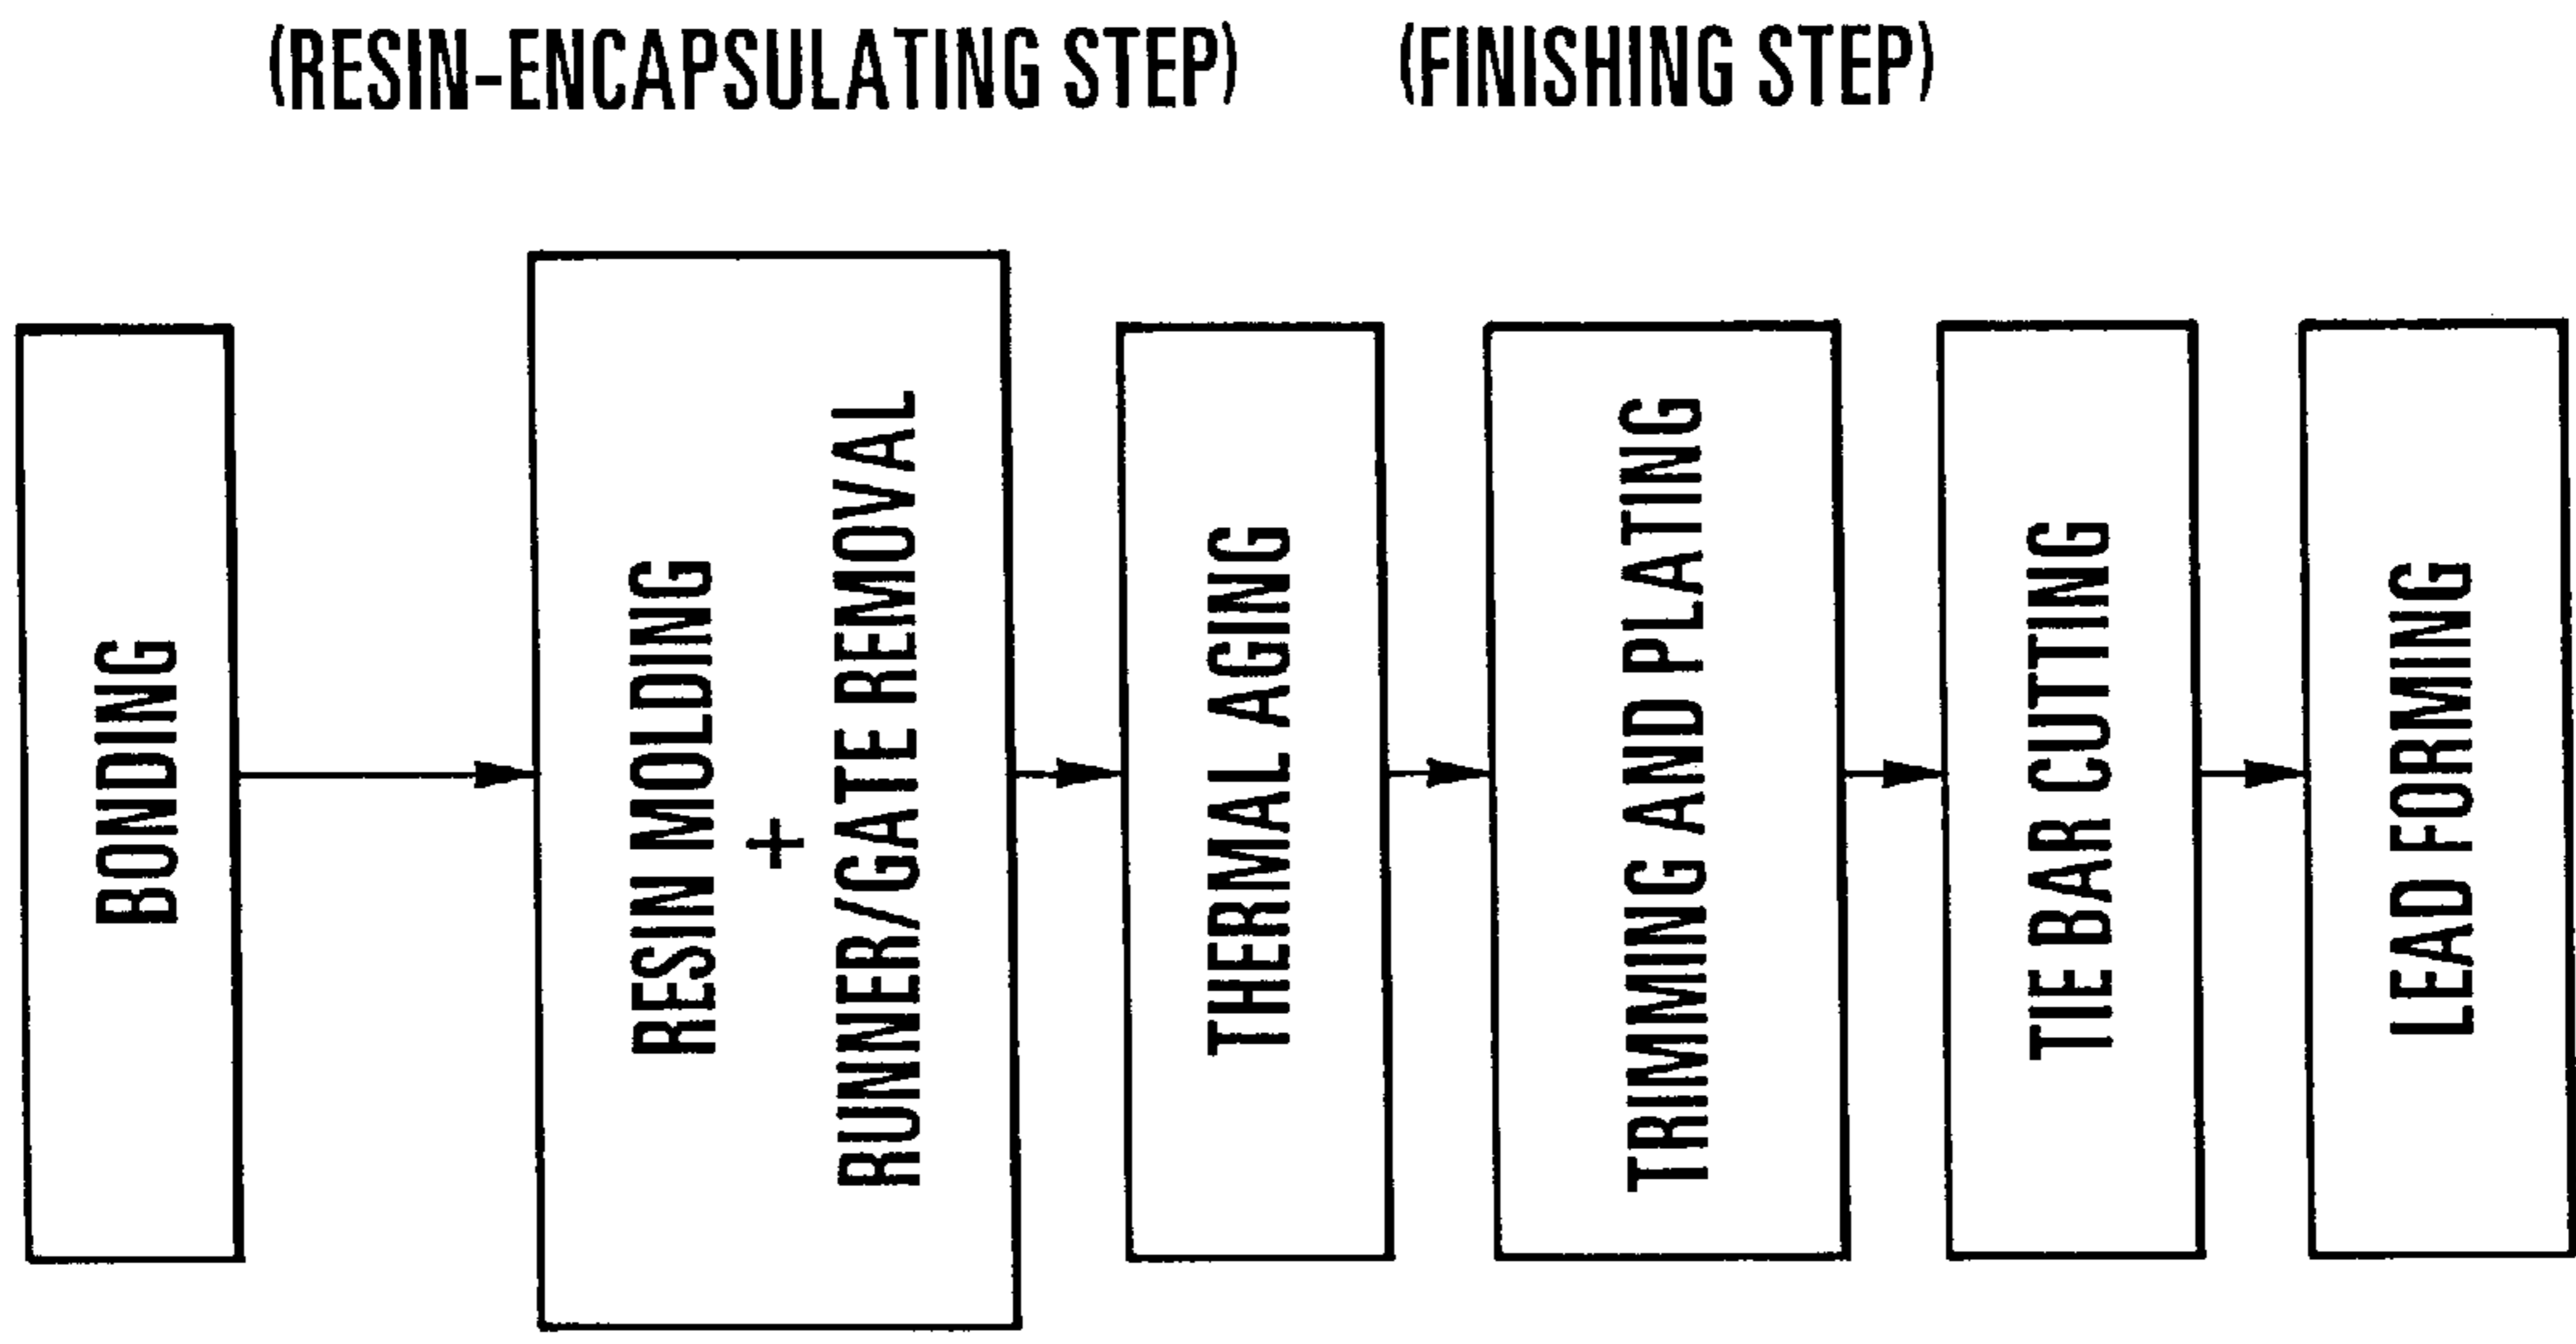 (RESIN-ENCAPSULATING STEP)
(FINISHING STEP)
BONDING
RESIN MOLDING
+
RUNNER/GATE REMOVAL
THERMAL AGING
TRIMMING AND PLATING
TIE BAR CUTTING
LEAD FORMING